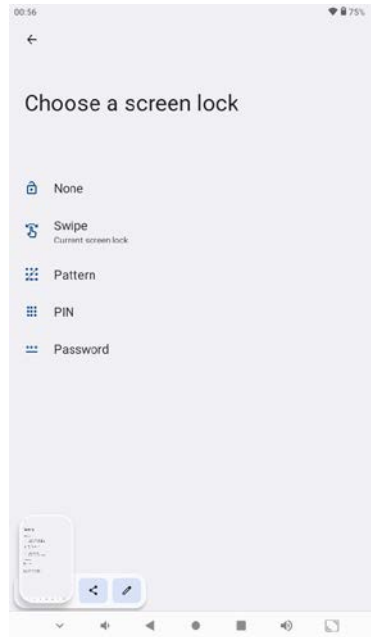 00:56
75%
Choose a screen lock
None
Swipe
Current screen lock
Pattern
PIN
Password